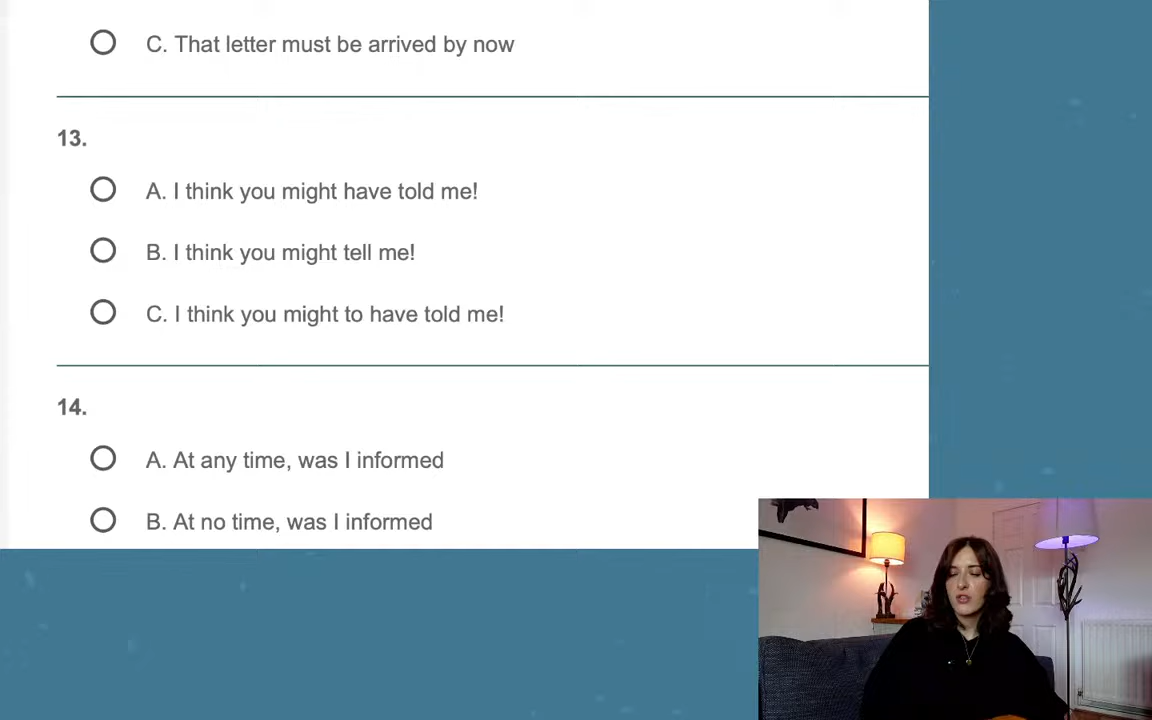 C. That letter must be arrived by now
13.
A. I think you might have told me!
B. I think you might tell me!
C. I think you might to have told me!
14.
A. At any time, was I informed
B. At no time, was I informed